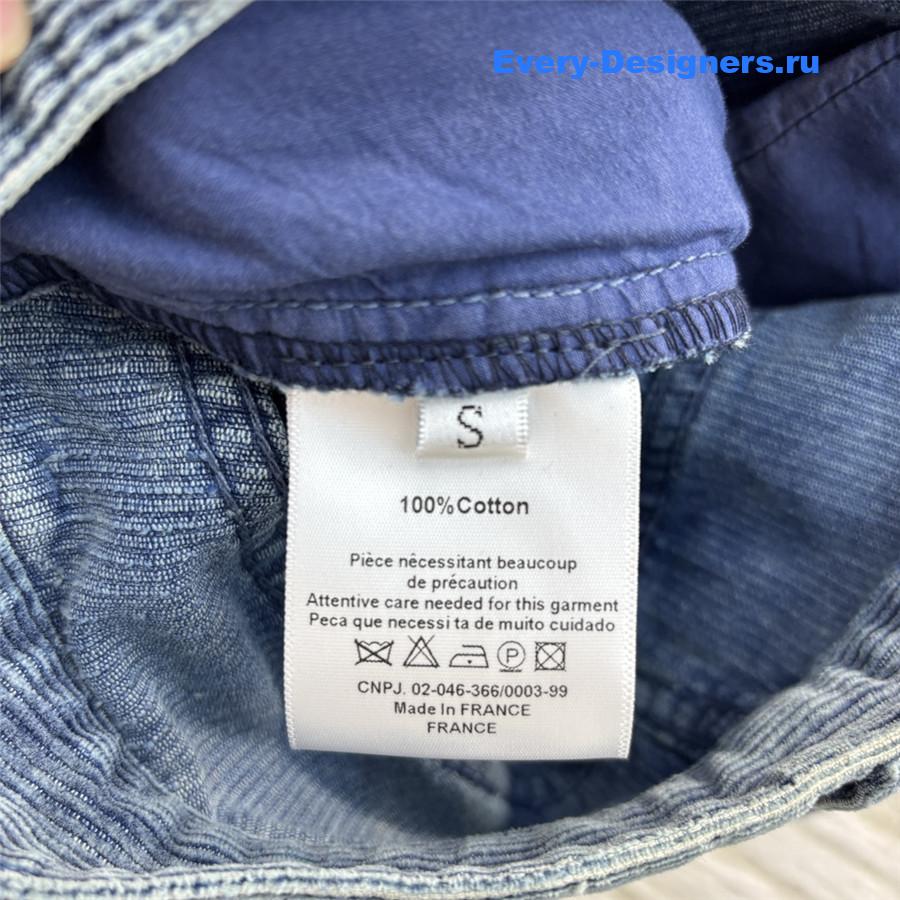 Every-Designers.ru
S
100%Cotton
Pièce nêcessitant beaucoup
de précaution
Attentive care needed for this garment
Peca que necessi ta de muito cuidado
P
CNPJ. 02-046-366/0003-99
Made In FRANCE
FRANCE